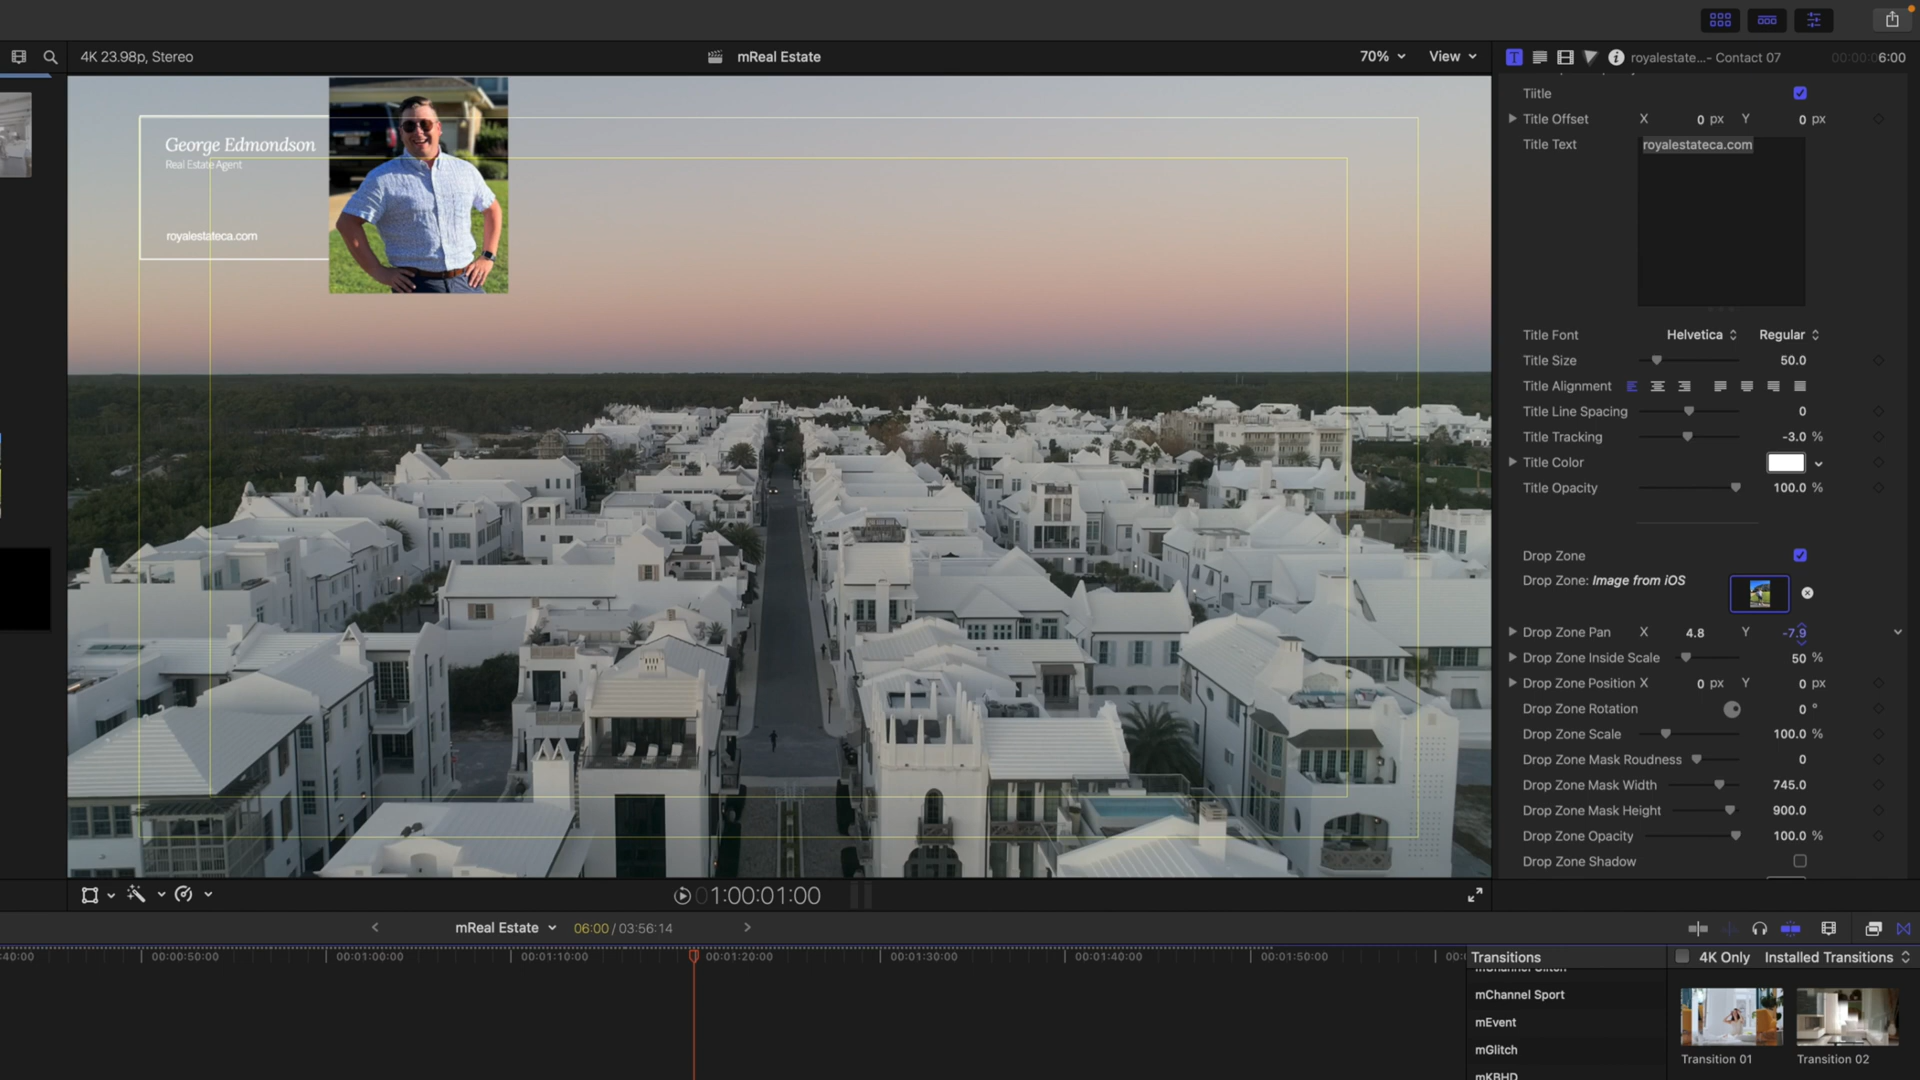 4K 23.98p, Stereo
mReal Estate
70%
View
royalestate...- Contact 07
00:00:06:00
George Edmondson
Real Estate Agent
royalestateca.com
Tiitle
Title Offset X 0 px Y 0 px
Title Text
royalestateca.com
Title Font Helvetica Regular
Title Size 50.0
Title Alignment
Title Line Spacing 0
Title Tracking -3.0 %
Title Color
Title Opacity 100.0 %
Drop Zone
Drop Zone: Image from iOS
Drop Zone Pan X 4.8 Y -7.9
Drop Zone Inside Scale 50 %
Drop Zone Position X 0 px Y 0 px
Drop Zone Rotation 0 °
Drop Zone Scale 100.0 %
Drop Zone Mask Roudness 0
Drop Zone Mask Width 745.0
Drop Zone Mask Height 900.0
Drop Zone Opacity 100.0 %
Drop Zone Shadow
01:00:01:00
mReal Estate
06:00 / 03:56:14
:40:00
00:00:50:00
00:01:00:00
00:01:10:00
00:01:20:00
00:01:30:00
00:01:40:00
00:01:50:00
Transitions
4K Only
Installed Transitions
mChannel Sport
mEvent
mGlitch
mKBHD
Transition 01
Transition 02